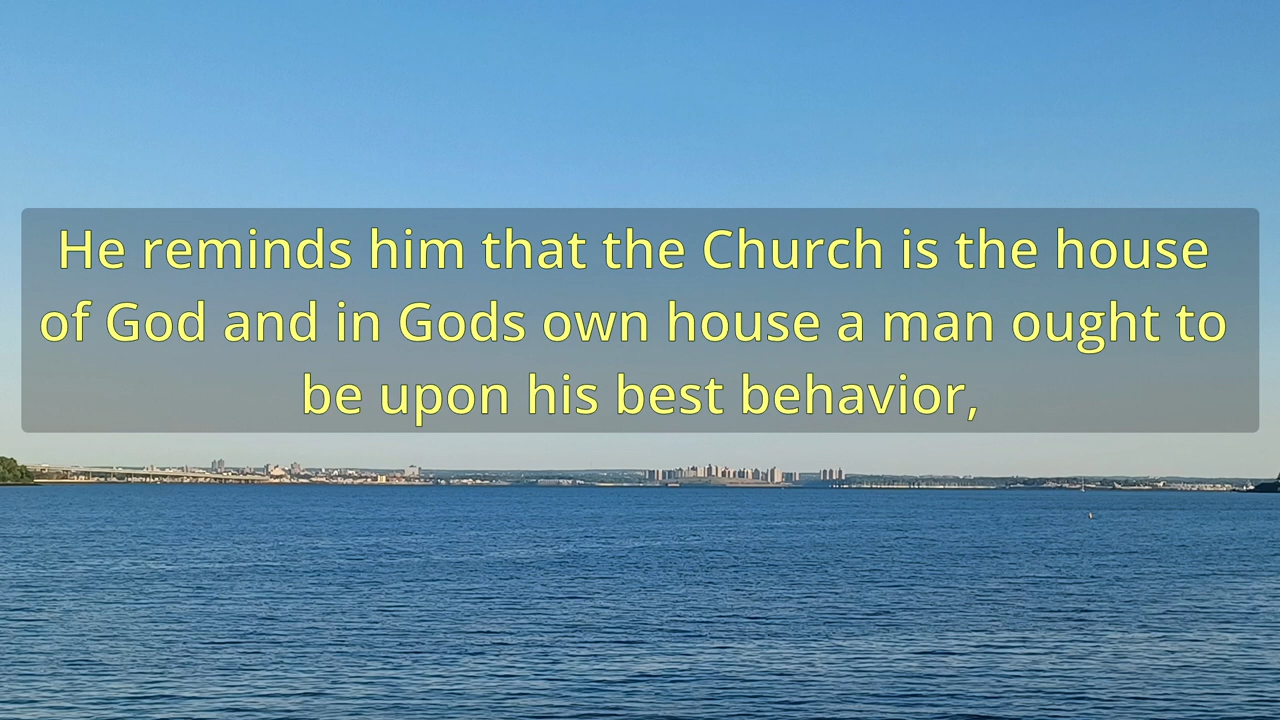 He reminds him that the Church is the house
of God and in Gods own house a man ought to
be upon his best behavior,